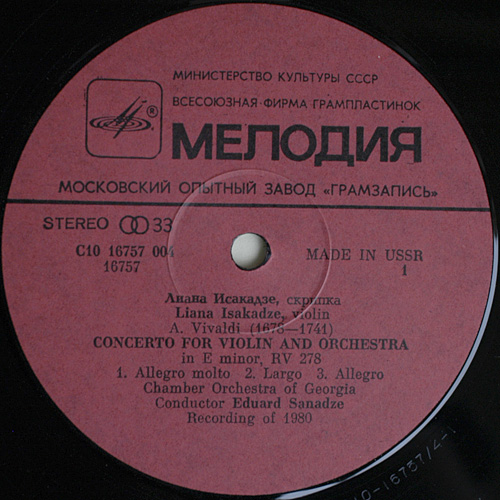 МИНИСТЕРСТВО КУЛЬТУРЫ СССР
ВСЕСОЮЗНАЯ·ФИРМА·ГРАМПЛАСТИНОК
®
МЕЛОДИЯ
МОСКОВСКИЙ ОПЫТНЫЙ ЗАВОД «ГРАМЗАПИСЬ»
STEREO 33
С10 16757 004
16757
MADE IN USSR
1
Лиана Исакадзе, скрипка
Liana Isakadze, violin
A. Vivaldi (1678—1741)
CONCERTO FOR VIOLIN AND ORCHESTRA
in E minor, RV 278
1. Allegro molto 2. Largo 3. Allegro
Chamber Orchestra of Georgia
Conductor Eduard Sanadze
Recording of 1980